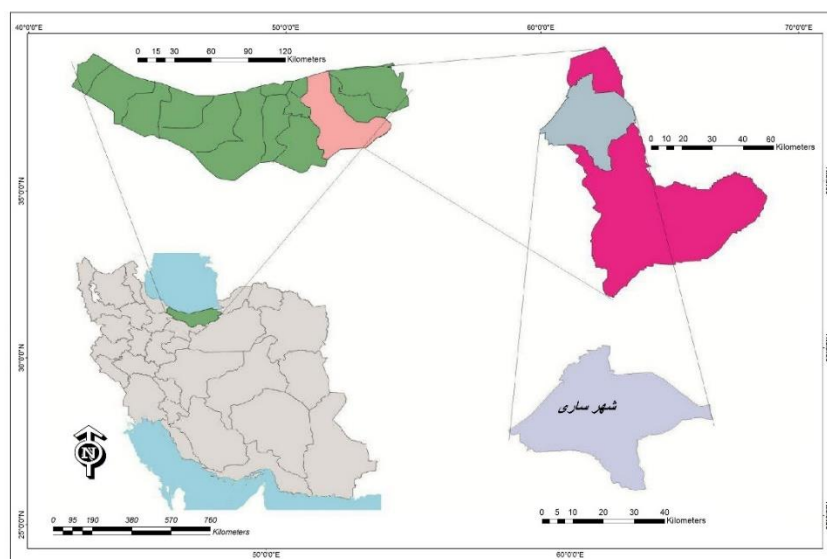 40°0'0"E
50°0'0"E
60°0'0"E
70°0'0"E
0 15 30 60 90 120
Kilometers
0 10 20 40 60
Kilometers
35°0'0"N
30°0'0"N
شهر ساری
N
0 95 190 380 570 760
Kilometers
0 5 10 20 30 40
Kilometers
25°0'0"N
50°0'0"E
60°0'0"E